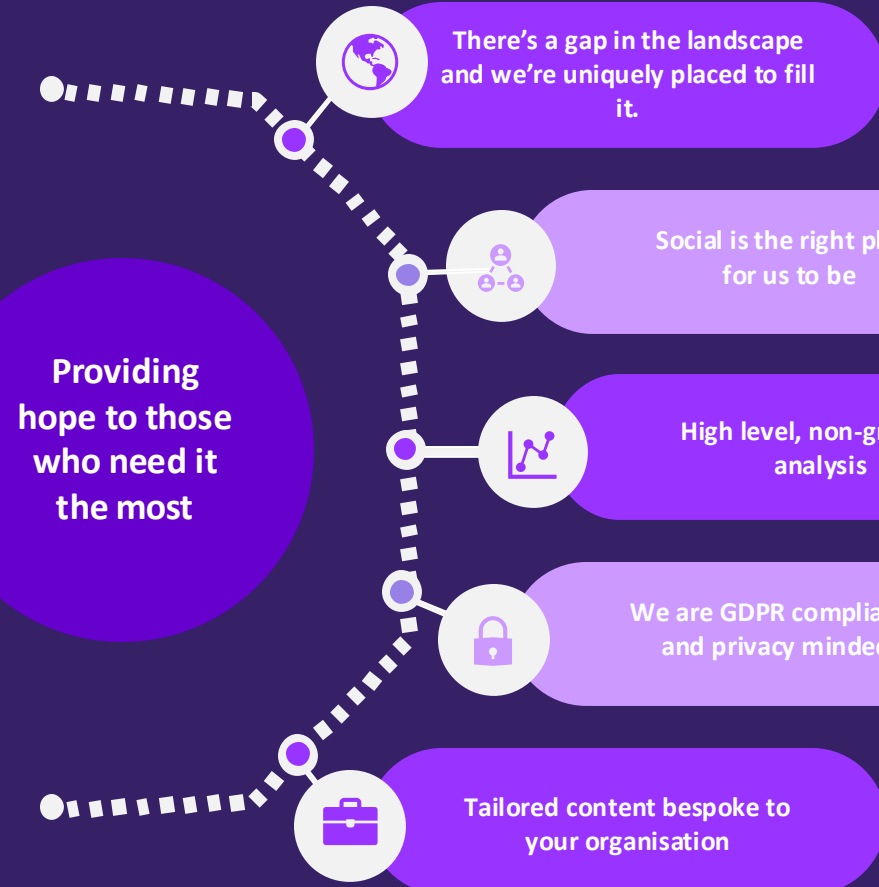 There’s a gap in the landscape
and we’re uniquely placed to fill
it.
Social is the right
for us to be
Providing
hope to those
who need it
the most
High level,
analysis
We are GDPR
and privacy
Tailored content bespoke to
your organisation